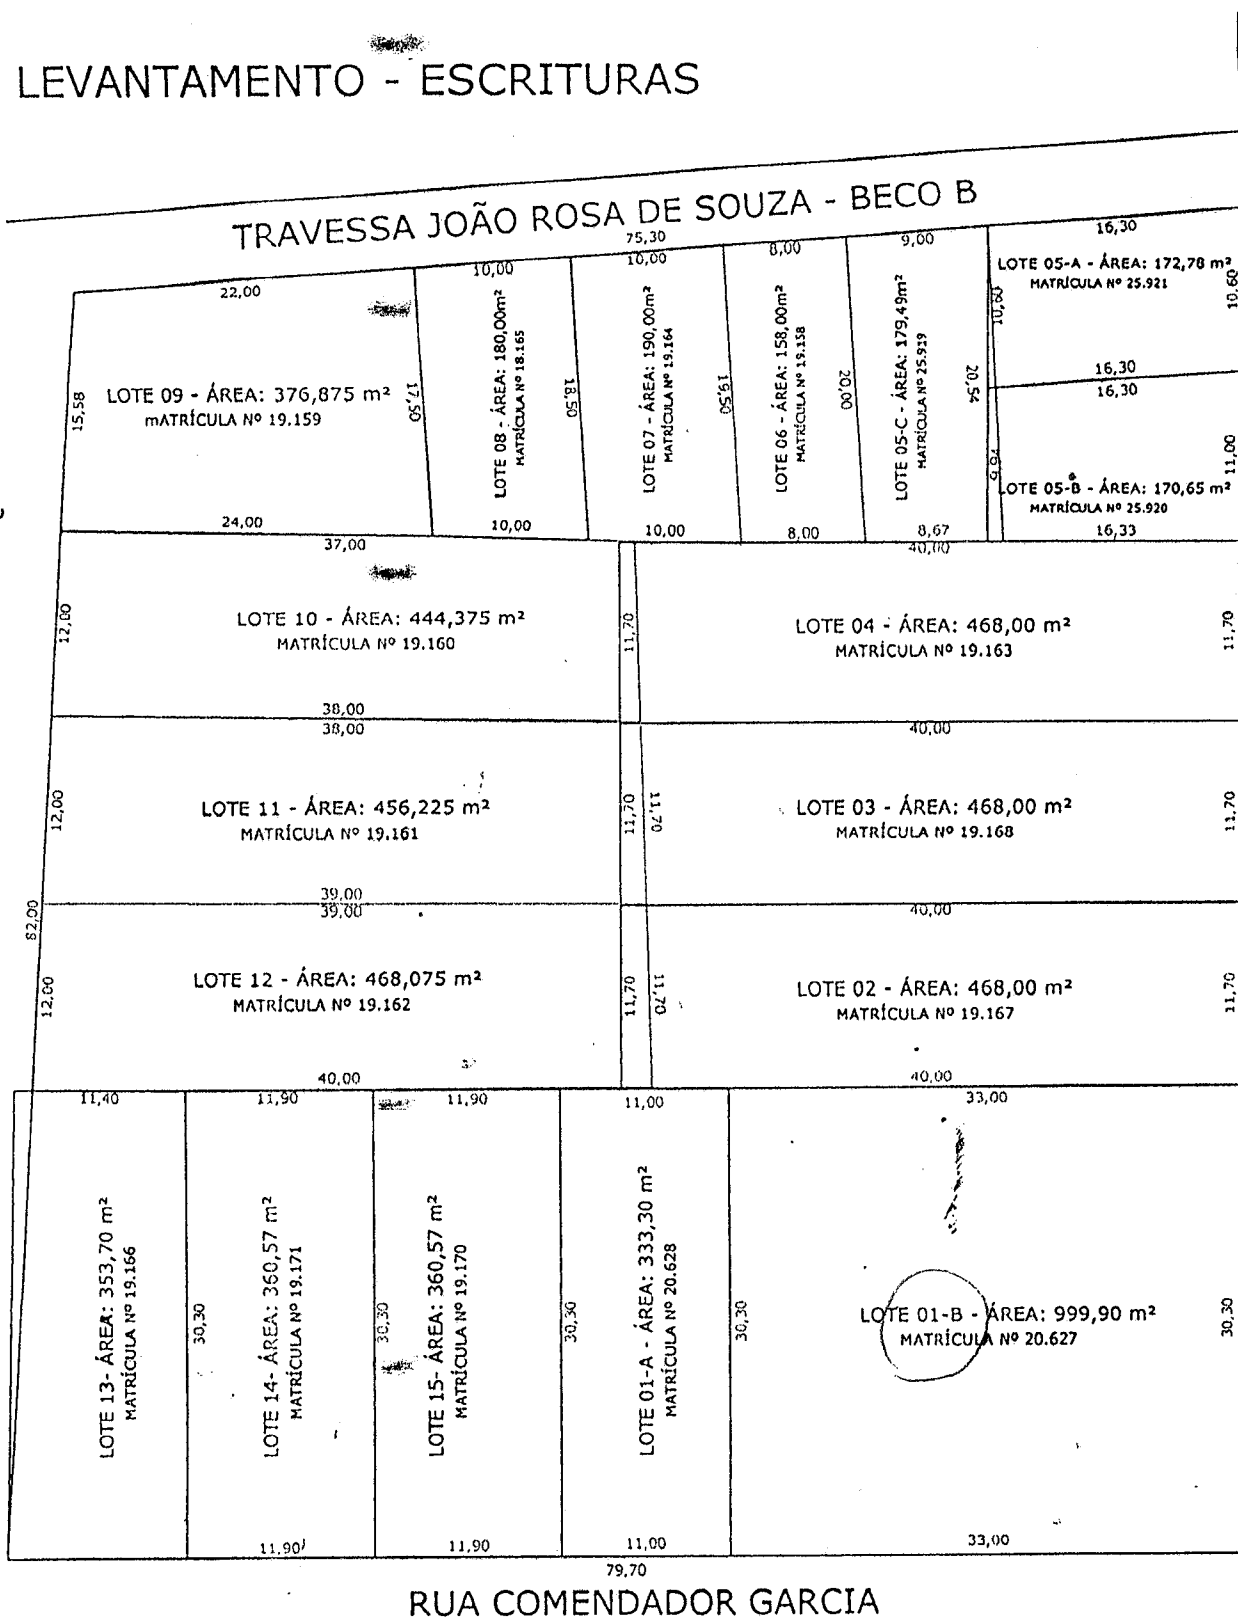 LEVANTAMENTO - ESCRITURAS
TRAVESSA JOÃO ROSA DE SOUZA - BECO B
75,30
22,00
10,00
10,00
8,00
9,00
16,30
LOTE 09 - ÁREA: 376,875 m²
mATRÍCULA Nº 19.159
15,58
17,50
24,00
LOTE 08 - ÁREA: 180,00m²
MATRÍCULA Nº 18.165
18,50
10,00
LOTE 07 - ÁREA: 190,00m²
MATRÍCULA Nº 19.164
19,50
10,00
LOTE 06 - ÁREA: 158,00m²
MATRÍCULA Nº 19.158
20,00
8,00
LOTE 05-C - ÁREA: 179,49m²
MATRÍCULA Nº 25.919
20,54
8,67
LOTE 05-A - ÁREA: 172,78 m²
MATRÍCULA Nº 25.921
10,60
10,60
16,30
16,30
11,00
LOTE 05-B - ÁREA: 170,65 m²
MATRÍCULA Nº 25.920
16,33
37,00
12,00
LOTE 10 - ÁREA: 444,375 m²
MATRÍCULA Nº 19.160
11,70
38,00
40,00
LOTE 04 - ÁREA: 468,00 m²
MATRÍCULA Nº 19.163
11,70
40,00
38,00
12,00
LOTE 11 - ÁREA: 456,225 m²
MATRÍCULA Nº 19.161
11,70
11,70
39,00
LOTE 03 - ÁREA: 468,00 m²
MATRÍCULA Nº 19.168
11,70
40,00
39,00
82,00
12,00
LOTE 12 - ÁREA: 468,075 m²
MATRÍCULA Nº 19.162
11,70
11,70
40,00
LOTE 02 - ÁREA: 468,00 m²
MATRÍCULA Nº 19.167
11,70
40,00
11,40
11,90
11,90
11,00
33,00
LOTE 13- ÁREA: 353,70 m²
MATRÍCULA Nº 19.166
30,30
LOTE 14- ÁREA: 360,57 m²
MATRÍCULA Nº 19.171
30,30
LOTE 15- ÁREA: 360,57 m²
MATRÍCULA Nº 19.170
30,30
LOTE 01-A - ÁREA: 333,30 m²
MATRÍCULA Nº 20.628
30,30
LOTE 01-B - ÁREA: 999,90 m²
MATRÍCULA Nº 20.627
30,30
11,90
11,90
11,00
33,00
79,70
RUA COMENDADOR GARCIA